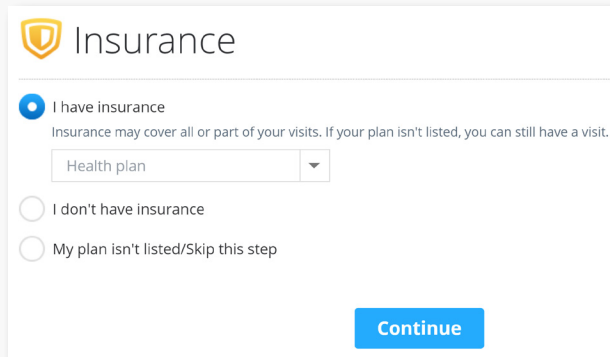 Insurance
I have insurance
Insurance may cover all or part of your visits. If your plan isn't listed, you can still have a visit.
Health plan
I don't have insurance
My plan isn't listed/Skip this step
Continue